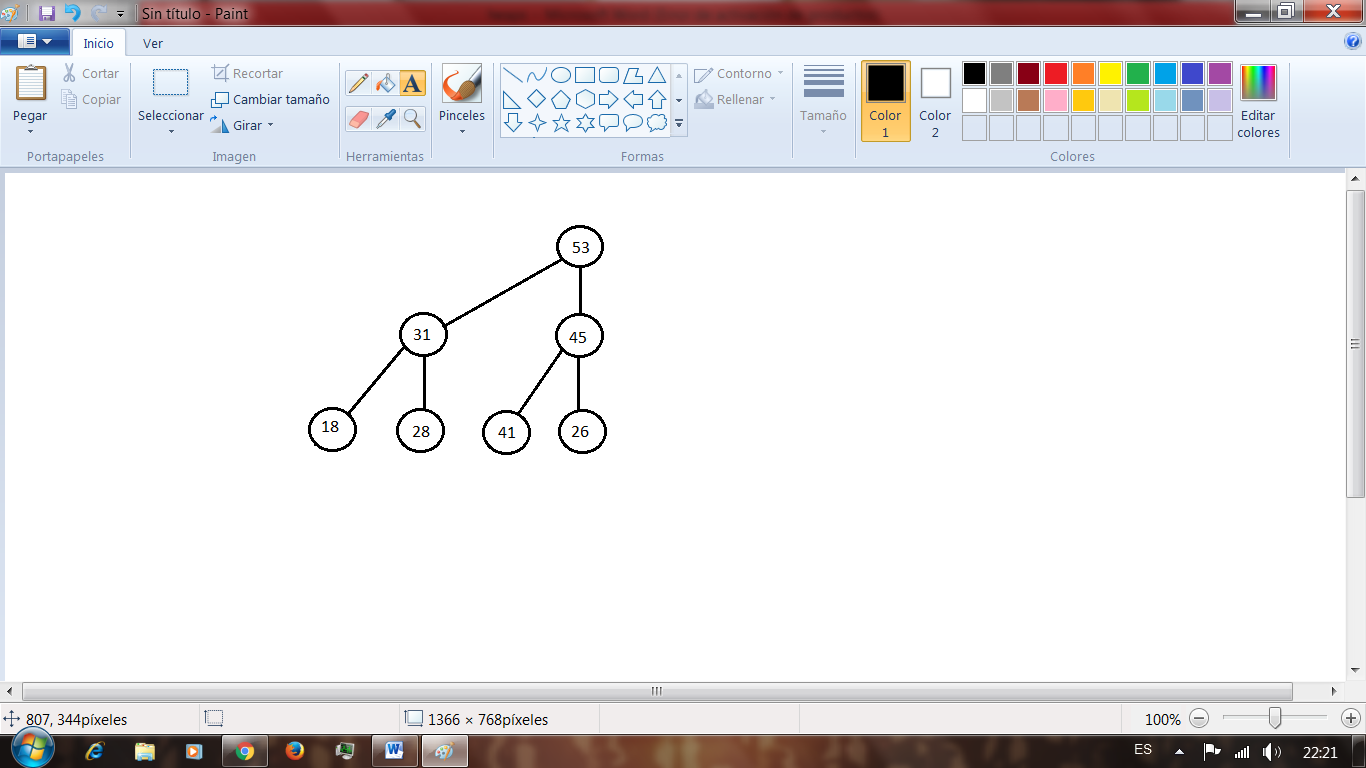 Sin título - Paint
Inicio Ver
Pegar
Cortar
Copiar
Portapapeles
Seleccionar
Recortar
Cambiar tamaño
Girar
Imagen
A
Herramientas
Pinceles
Contorno
Rellenar
Formas
Tamaño
Color
1
Color
2
Editar
colores
Colores
53
31 45
18 28 41 26
807, 344píxeles 1366 × 768píxeles 100%
ES 22:21